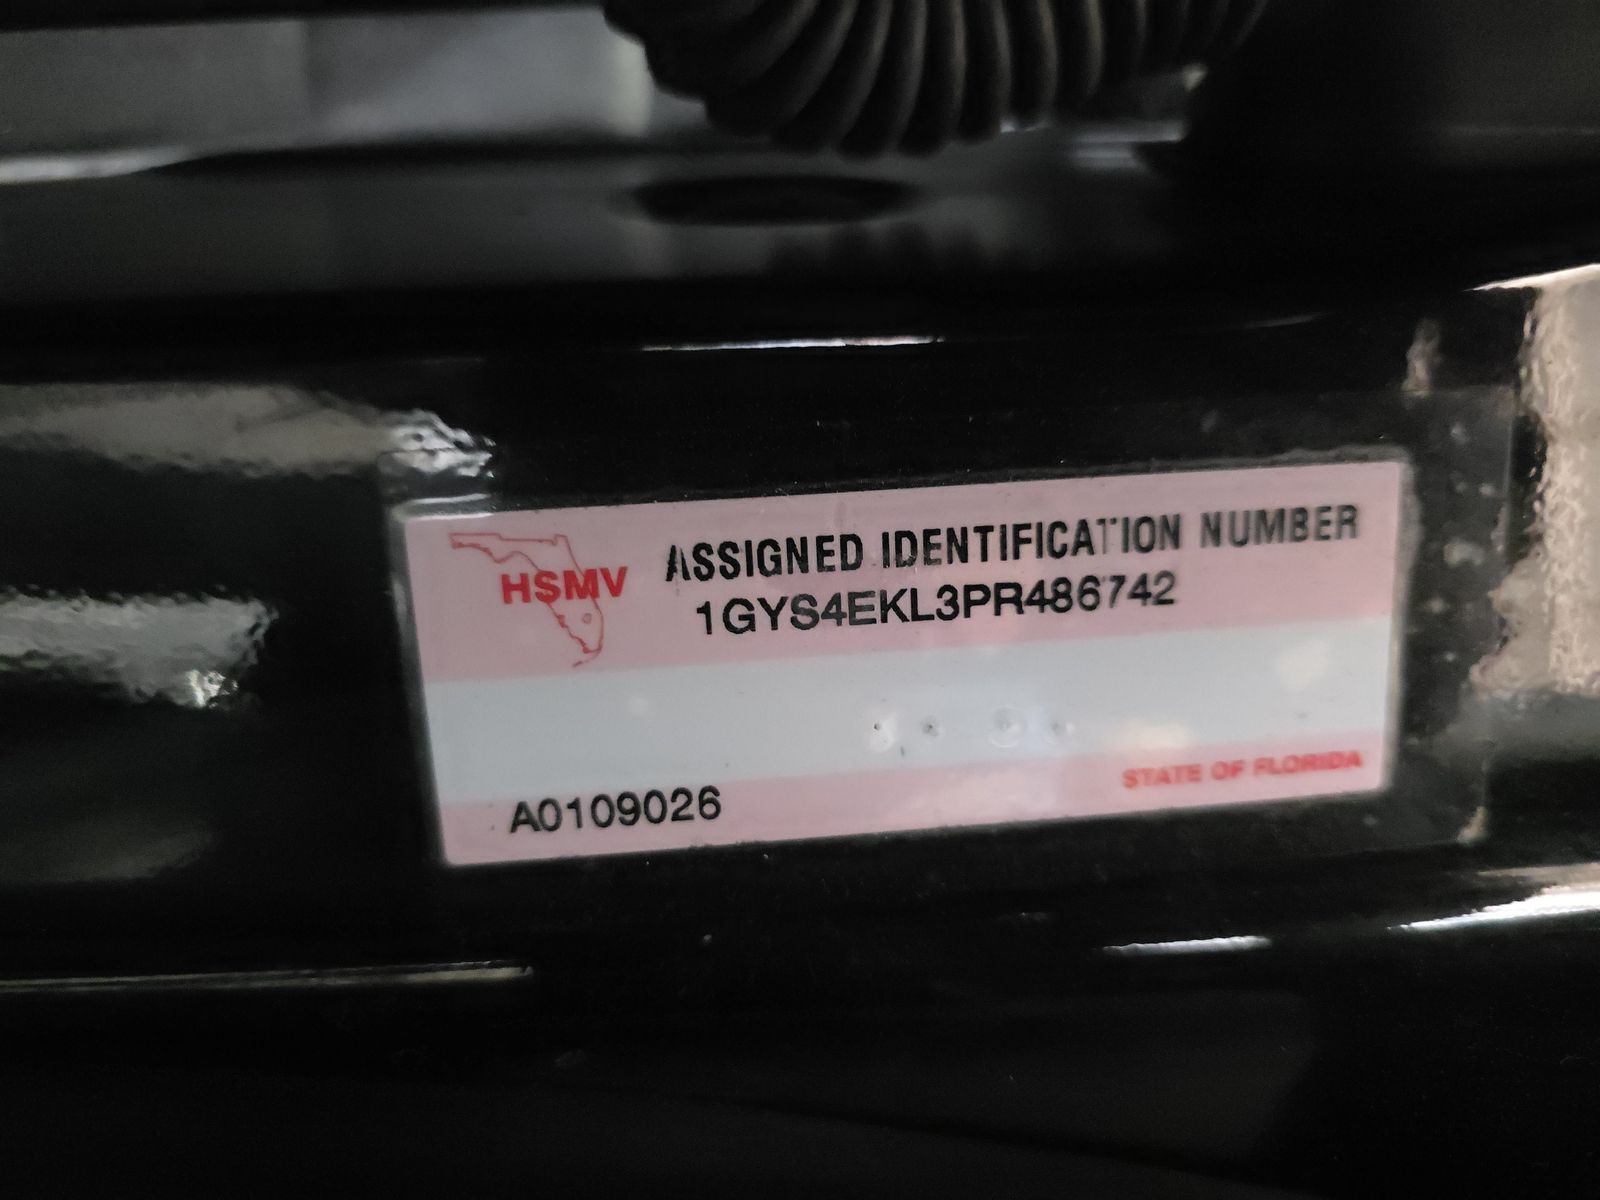 HSMV
ASSIGNED IDENTIFICATION NUMBER
1GYS4EKL3PR486742
A0109026
STATE OF FLORIDA